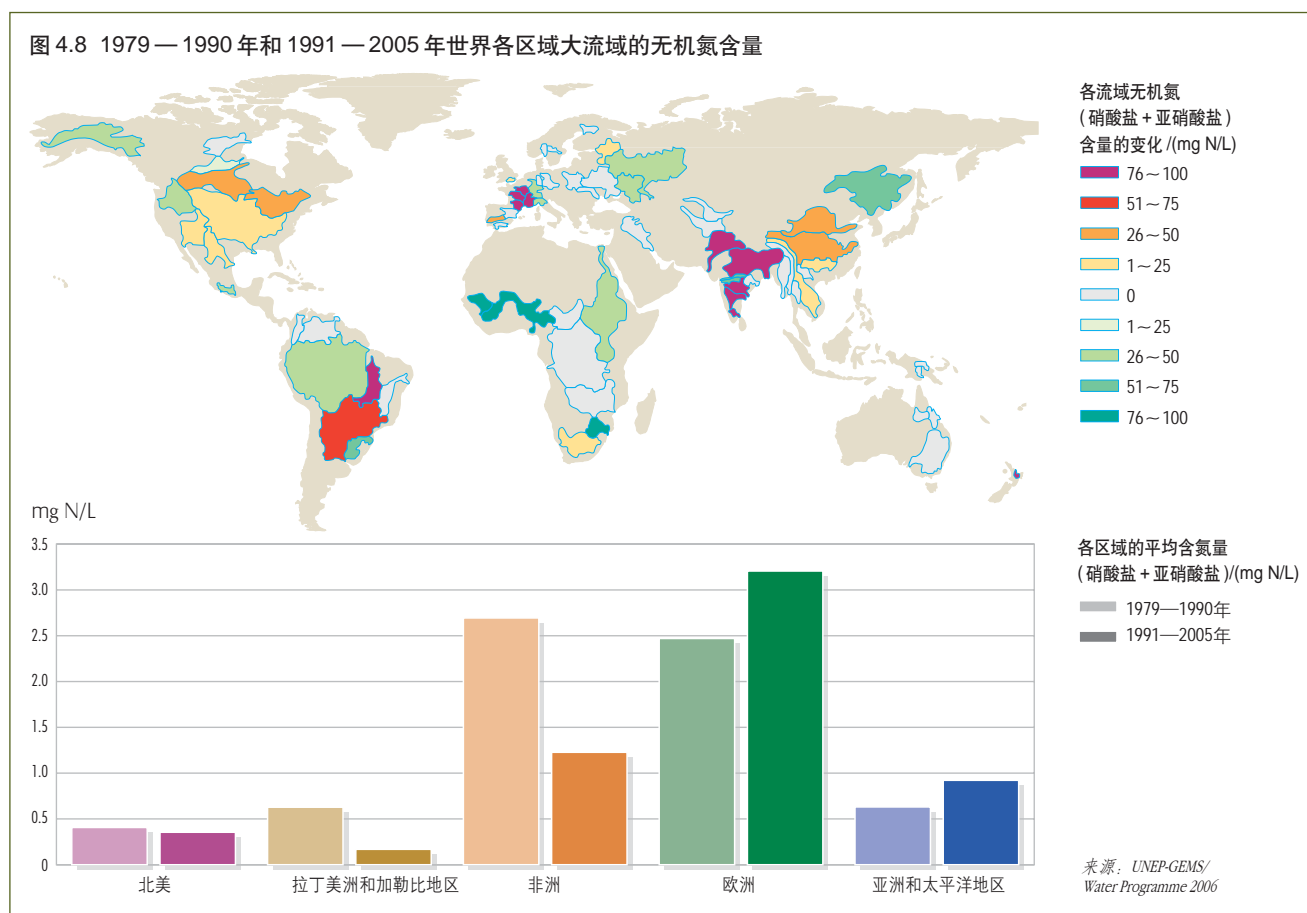 图 4.8 1979 — 1990 年和 1991 — 2005 年世界各区域大流域的无机氮含量
各流域无机氮
(硝酸盐 + 亚硝酸盐)
含量的变化 /(mg N/L)
76～100
51～75
26～50
1～25
0
1～25
26～50
51～75
76～100
mg N/L
3.5
3.0
2.5
2.0
1.5
1.0
0.5
0
北美
拉丁美洲和加勒比地区
非洲
欧洲
亚洲和太平洋地区
各区域的平均含氮量
(硝酸盐 + 亚硝酸盐)/(mg N/L)
1979—1990年
1991—2005年
来源：UNEP-GEMS/
Water Programme 2006